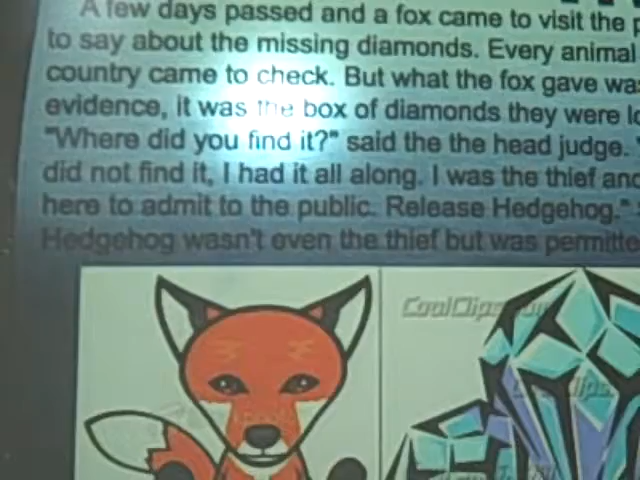 A few days passed and a fox came to visit the
to say about the missing diamonds. Every animal
country came to check. But what the fox gave was
evidence, it was the box of diamonds they were lo
"Where did you find it?" said the the head judge.
did not find it, I had it all along. I was the thief and
here to admit to the public. Release Hedgehog."
Hedgehog wasn't even the thief but was permitte
CoolClips.com